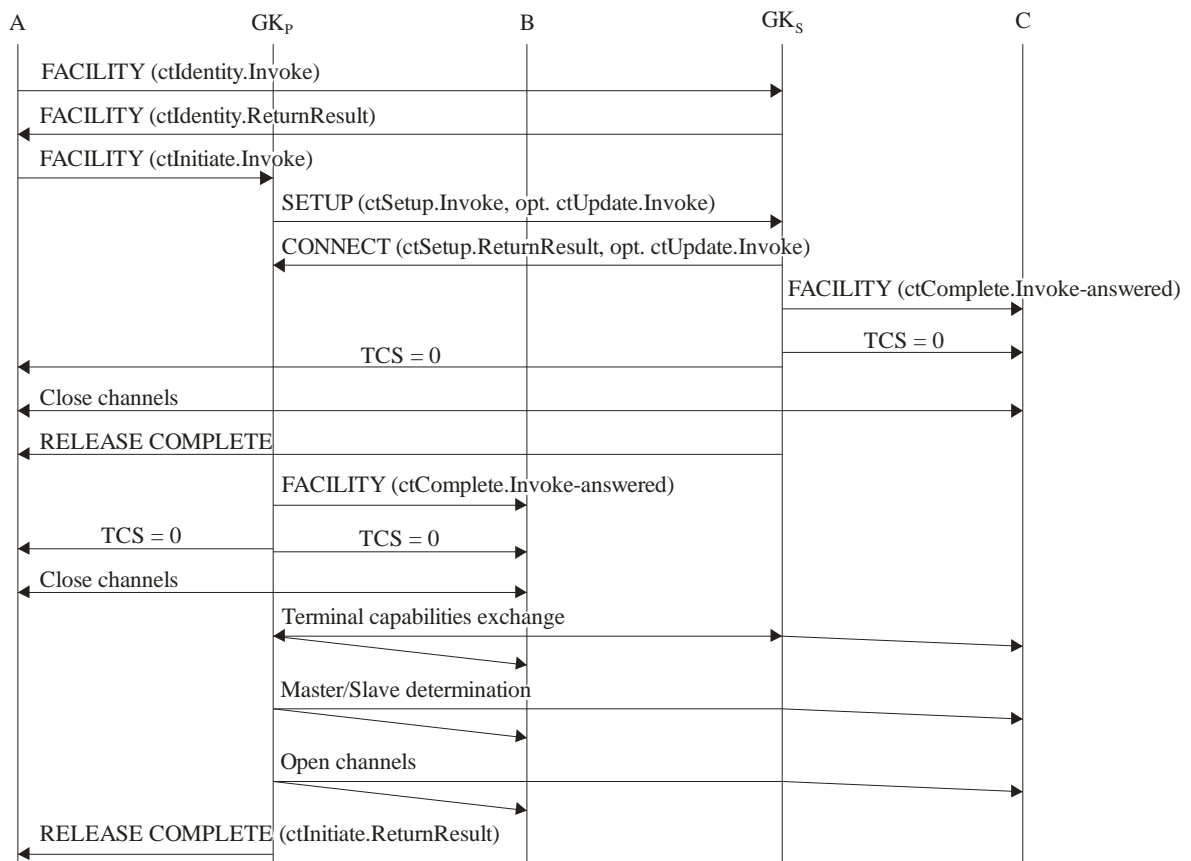 A GKP B GKS C
FACILITY (ctIdentity.Invoke)
FACILITY (ctIdentity.ReturnResult)
FACILITY (ctInitiate.Invoke)
SETUP (ctSetup.Invoke, opt. ctUpdate.Invoke)
CONNECT (ctSetup.ReturnResult, opt. ctUpdate.Invoke)
FACILITY (ctComplete.Invoke-answered)
TCS = 0 TCS = 0
Close channels
RELEASE COMPLETE
FACILITY (ctComplete.Invoke-answered)
TCS = 0 TCS = 0
Close channels
Terminal capabilities exchange
Master/Slave determination
Open channels
RELEASE COMPLETE (ctInitiate.ReturnResult)